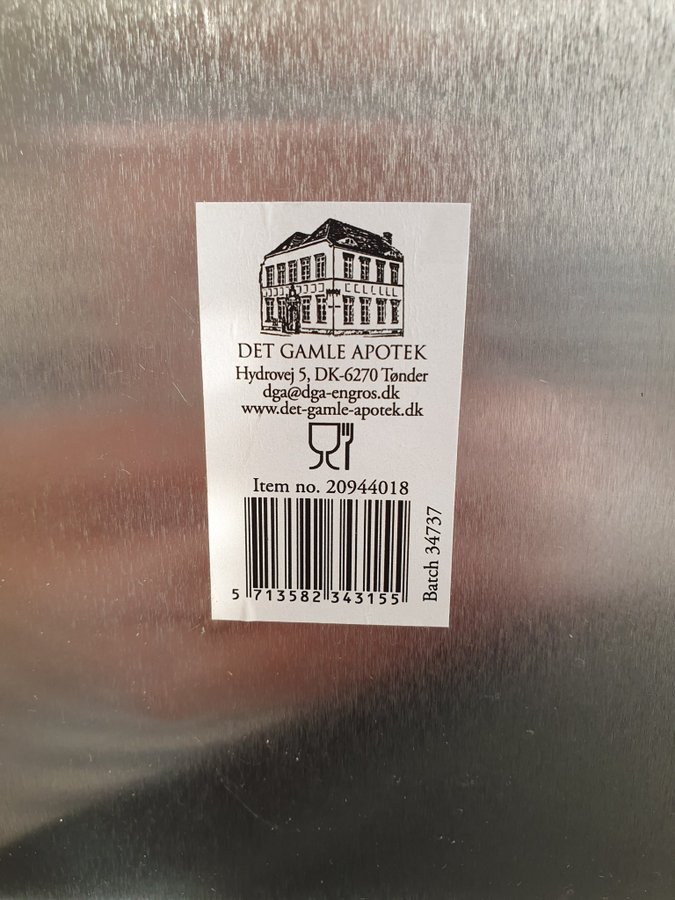 DET GAMLE APOTEK
Hydrovej 5, DK-6270 Tønder
dga@dga-engros.dk
www.det-gamle-apotek.dk
Item no. 20944018
5 713582 343155
Batch 34737